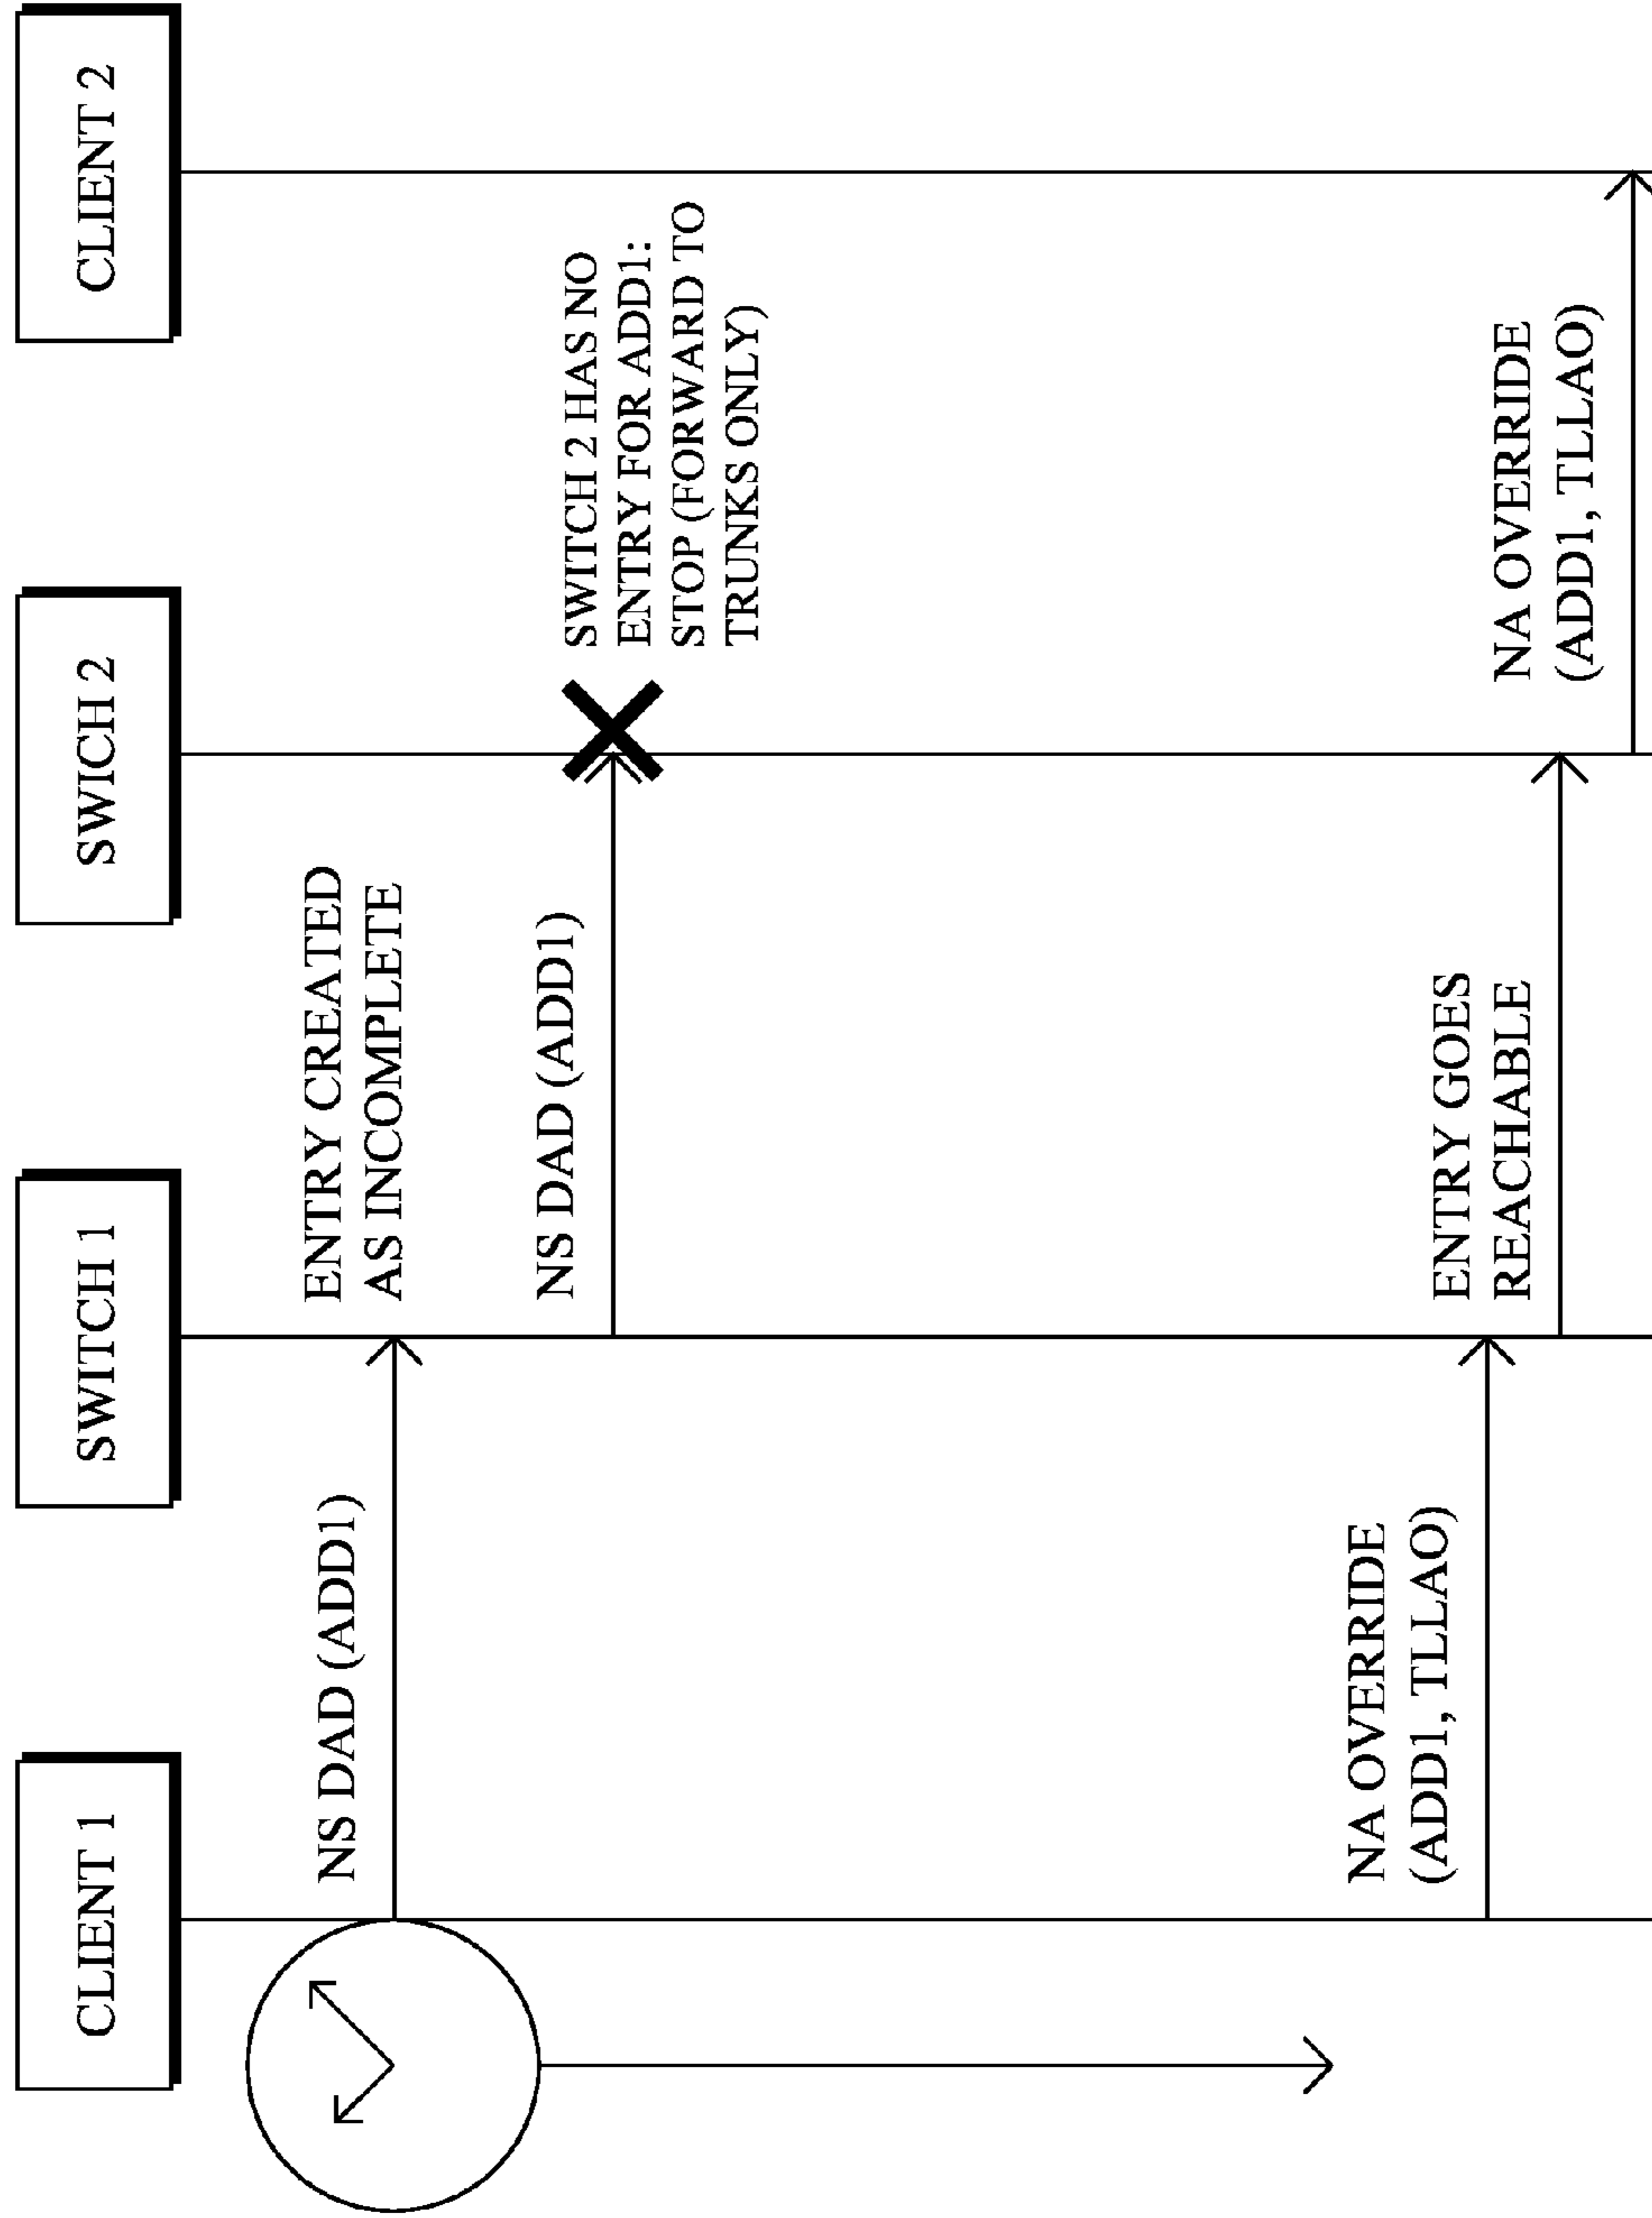 CLIENT 1
SWITCH 1
SWICH 2
CLIENT 2
NS DAD (ADD1)
ENTRY CREATED
AS INCOMPLETE
NS DAD (ADD1)
SWITCH 2 HAS NO
ENTRY FOR ADD1:
STOP (FORWARD TO
TRUNKS ONLY)
NA OVERRIDE
(ADD1, TLLAO)
ENTRY GOES
REACHABLE
NA OVERRIDE
(ADD1, TLLAO)